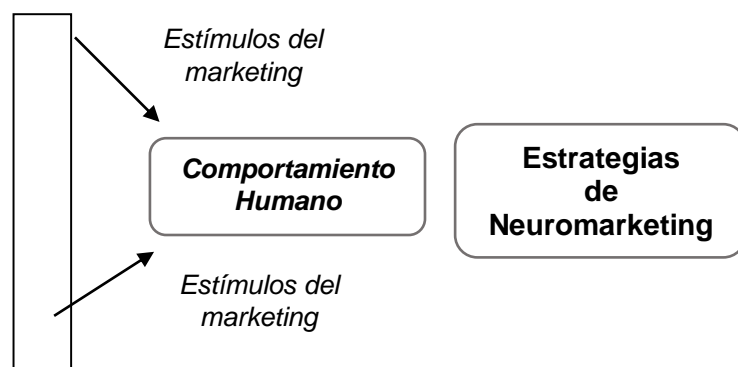 Estímulos del
marketing
Comportamiento
Humano
Estrategias
de
Neuromarketing
Estímulos del
marketing